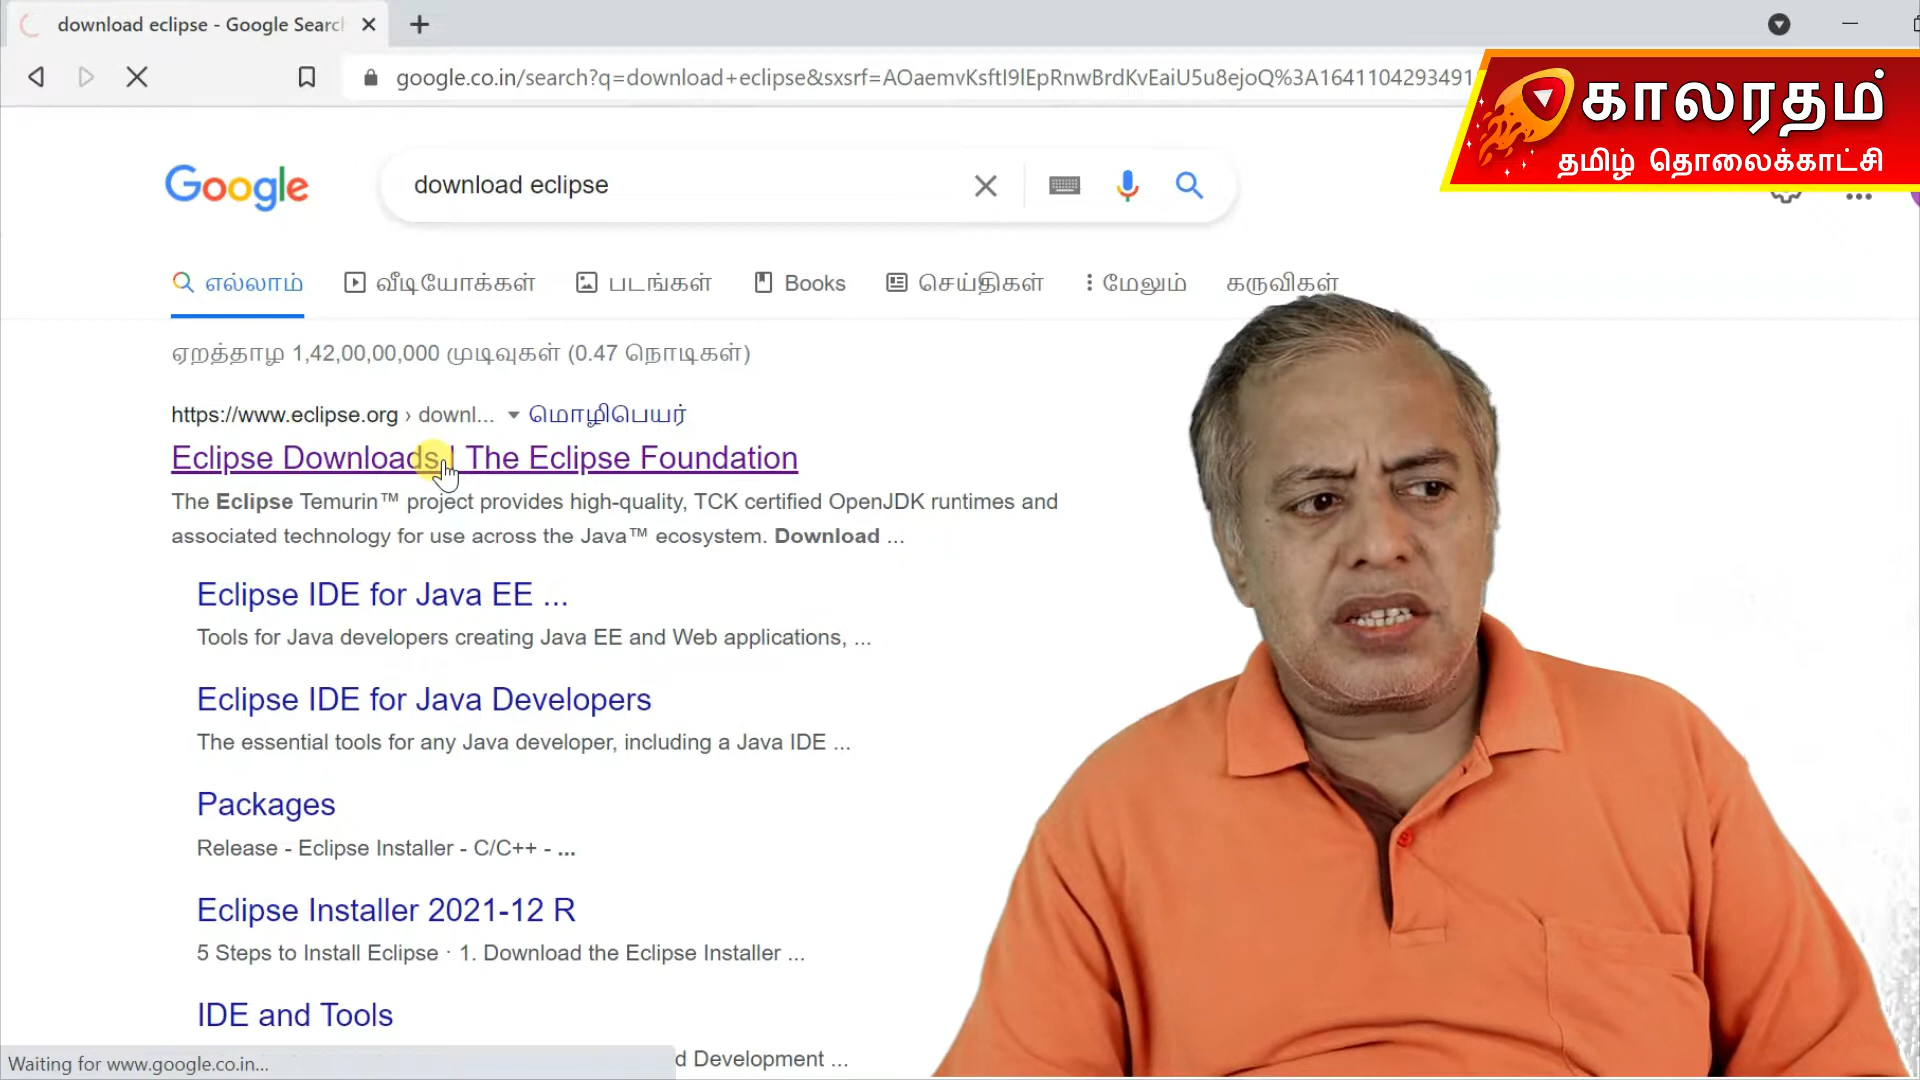 download eclipse - Google Searc
google.co.in/search?q=download+eclipse&sxsrf=AOaemvKsftI9lEpRnwBrdKvEaiU5u8ejoQ%3A1641104293491
காலரதம்
தமிழ் தொலைக்காட்சி
Google
download eclipse
எல்லாம் வீடியோக்கள் படங்கள் Books செய்திகள் மேலும் கருவிகள்
ஏறத்தாழ 1,42,00,00,000 முடிவுகள் (0.47 நொடிகள்)
https://www.eclipse.org › downl... மொழிபெயர்
Eclipse Downloads | The Eclipse Foundation
The Eclipse Temurin™ project provides high-quality, TCK certified OpenJDK runtimes and
associated technology for use across the Java™ ecosystem. Download ...
Eclipse IDE for Java EE ...
Tools for Java developers creating Java EE and Web applications, ...
Eclipse IDE for Java Developers
The essential tools for any Java developer, including a Java IDE ...
Packages
Release - Eclipse Installer - C/C++ - ...
Eclipse Installer 2021-12 R
5 Steps to Install Eclipse · 1. Download the Eclipse Installer ...
IDE and Tools
d Development ...
Waiting for www.google.co.in...